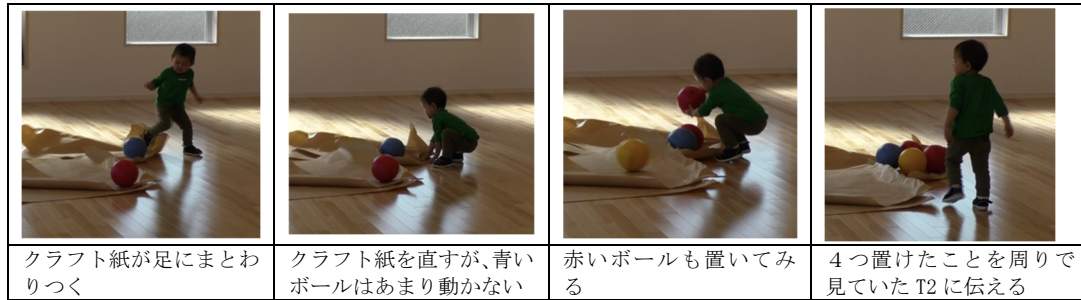 クラフト紙が足にまとわ
りつく
クラフト紙を直すが、青い
ボールはあまり動かない
赤いボールも置いてみ
る
４つ置けたことを周りで
見ていた T2 に伝える